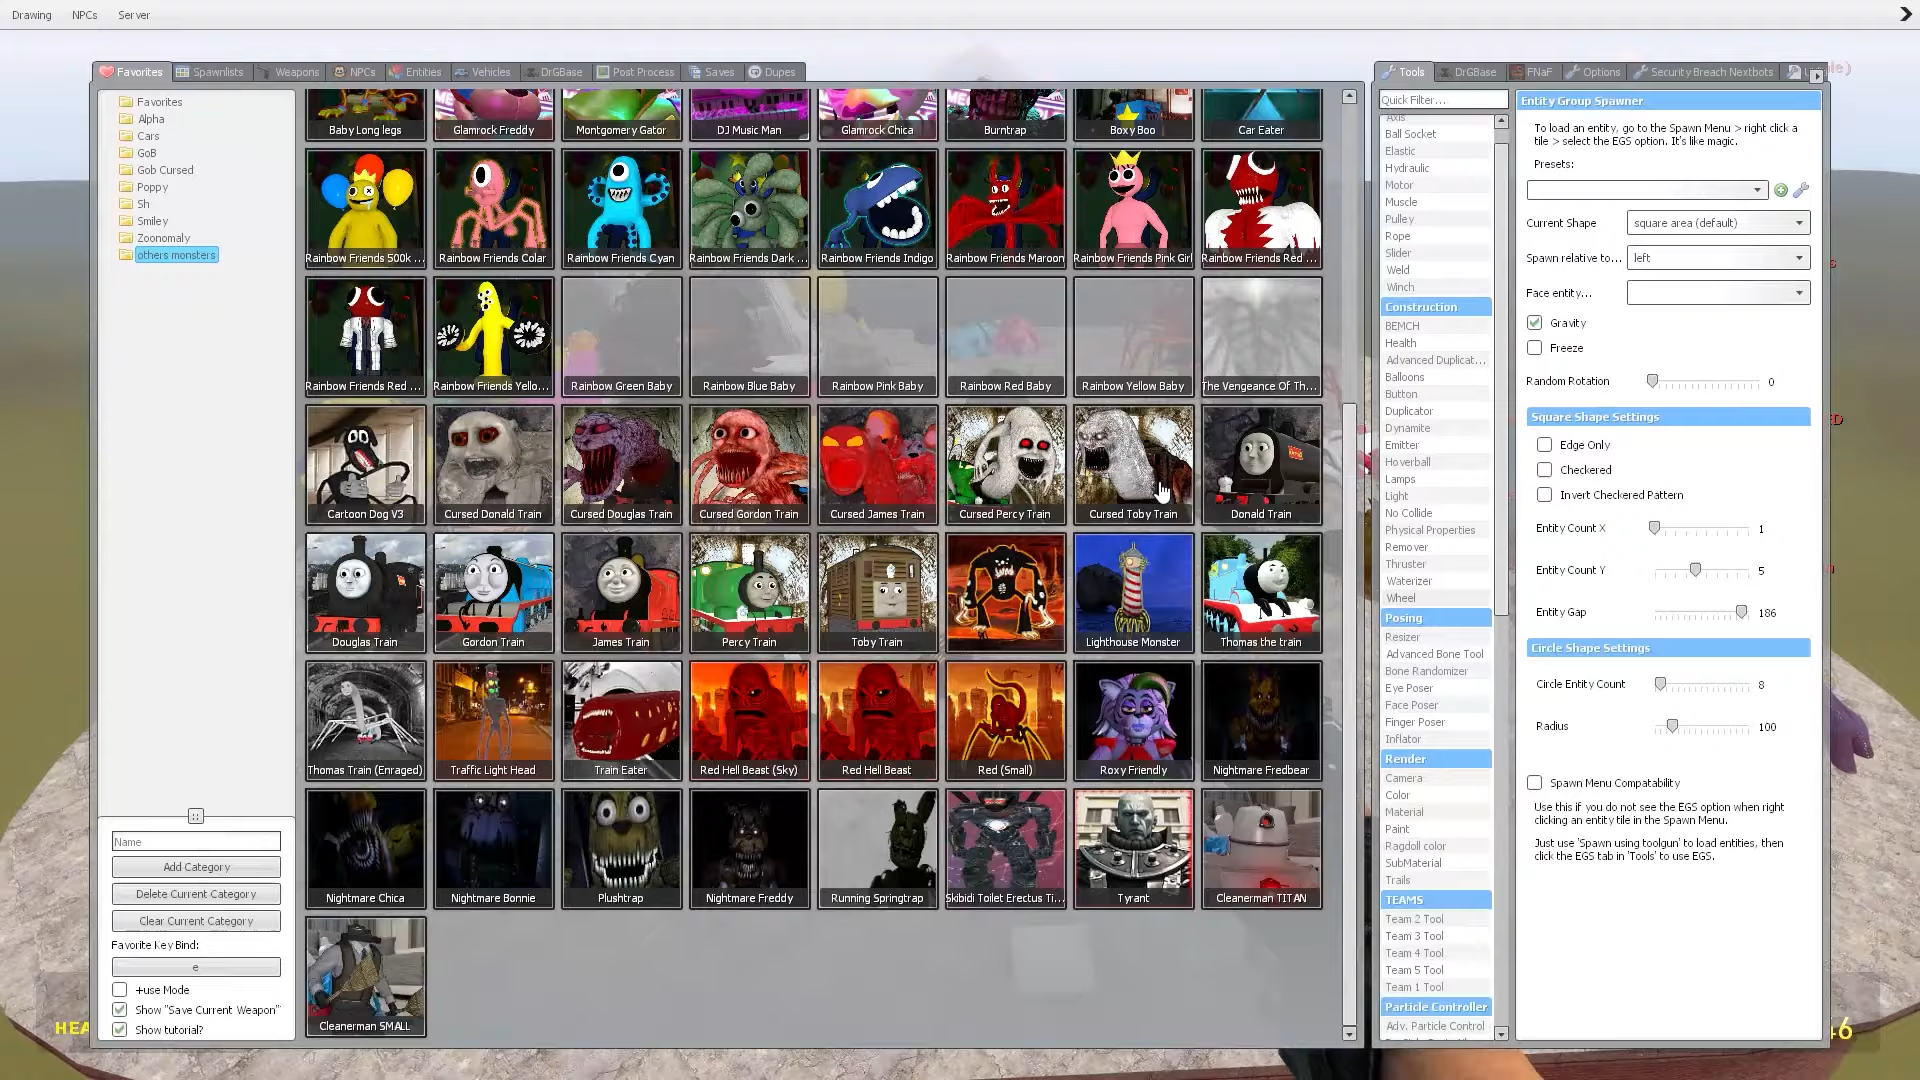 Drawing NPCs Server
Favorites Spawnlists Weapons NPCs Entities Vehicles DrGBase Post Process Saves Dupes
Tools DrGBase FNaF Options Security Breach Nextbots
Favorites
Alpha
Cars
GoB
Gob Cursed
Poppy
Sh
Smiley
Zoonomaly
others monsters
Name
Add Category
Delete Current Category
Clear Current Category
Favorite Key Bind:
e
+use Mode
Show "Save Current Weapon"
Show tutorial?
Baby Long legs Glamrock Freddy Montgomery Gator DJ Music Man Glamrock Chica Burntrap Boxy Boo Car Eater
Rainbow Friends 500k ... Rainbow Friends Colar Rainbow Friends Cyan Rainbow Friends Dark ... Rainbow Friends Indigo Rainbow Friends Maroon Rainbow Friends Pink Girl Rainbow Friends Red ...
Rainbow Friends Red ... Rainbow Friends Yello... Rainbow Green Baby Rainbow Blue Baby Rainbow Pink Baby Rainbow Red Baby Rainbow Yellow Baby The Vengeance Of Th...
Cartoon Dog V3 Cursed Donald Train Cursed Douglas Train Cursed Gordon Train Cursed James Train Cursed Percy Train Cursed Toby Train Donald Train
Douglas Train Gordon Train James Train Percy Train Toby Train Lighthouse Monster Thomas the train
Thomas Train (Enraged) Traffic Light Head Train Eater Red Hell Beast (Sky) Red Hell Beast Red (Small) Roxy Friendly Nightmare Fredbear
Nightmare Chica Nightmare Bonnie Plushtrap Nightmare Freddy Running Springtrap Skibidi Toilet Erectus Ti... Tyrant Cleanerman TITAN
Cleanerman SMALL
Quick Filter...
Axis
Ball Socket
Elastic
Hydraulic
Motor
Muscle
Pulley
Rope
Slider
Weld
Winch
Construction
BEMCH
Health
Advanced Duplicat...
Balloons
Button
Duplicator
Dynamite
Emitter
Hoverball
Lamps
Light
No Collide
Physical Properties
Remover
Thruster
Waterizer
Wheel
Posing
Resizer
Advanced Bone Tool
Bone Randomizer
Eye Poser
Face Poser
Finger Poser
Inflator
Render
Camera
Color
Material
Paint
Ragdoll color
SubMaterial
Trails
TEAMS
Team 2 Tool
Team 3 Tool
Team 4 Tool
Team 5 Tool
Team 1 Tool
Particle Controller
Adv. Particle Control
Entity Group Spawner
To load an entity, go to the Spawn Menu > right click a
tile > select the EGS option. It's like magic.
Presets:
Current Shape square area (default)
Spawn relative to... left
Face entity...
Gravity
Freeze
Random Rotation 0
Square Shape Settings
Edge Only
Checkered
Invert Checkered Pattern
Entity Count X 1
Entity Count Y 5
Entity Gap 186
Circle Shape Settings
Circle Entity Count 8
Radius 100
Spawn Menu Compatability
Use this if you do not see the EGS option when right
clicking an entity tile in the Spawn Menu.
Just use 'Spawn using toolgun' to load entities, then
click the EGS tab in 'Tools' to use EGS.
HEA
46